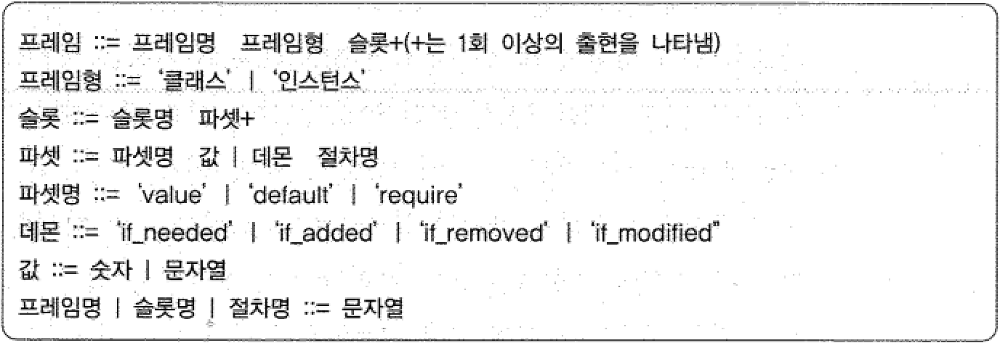 프레임 ::= 프레임명 프레임형 슬롯+(+는 1회 이상의 출현을 나타냄)
프레임형 ::= ‘클래스’ | ‘인스턴스’
슬롯 ::= 슬롯명 파셋+
파셋 ::= 파셋명 값 | 데몬 절차명
파셋명 ::= ‘value’ | ‘default’ | ‘require’
데몬 ::= ‘if_needed’ | ‘if_added’ | ‘if_removed’ | ‘if_modified”
값 ::= 숫자 | 문자열
프레임명 | 슬롯명 | 절차명 ::= 문자열